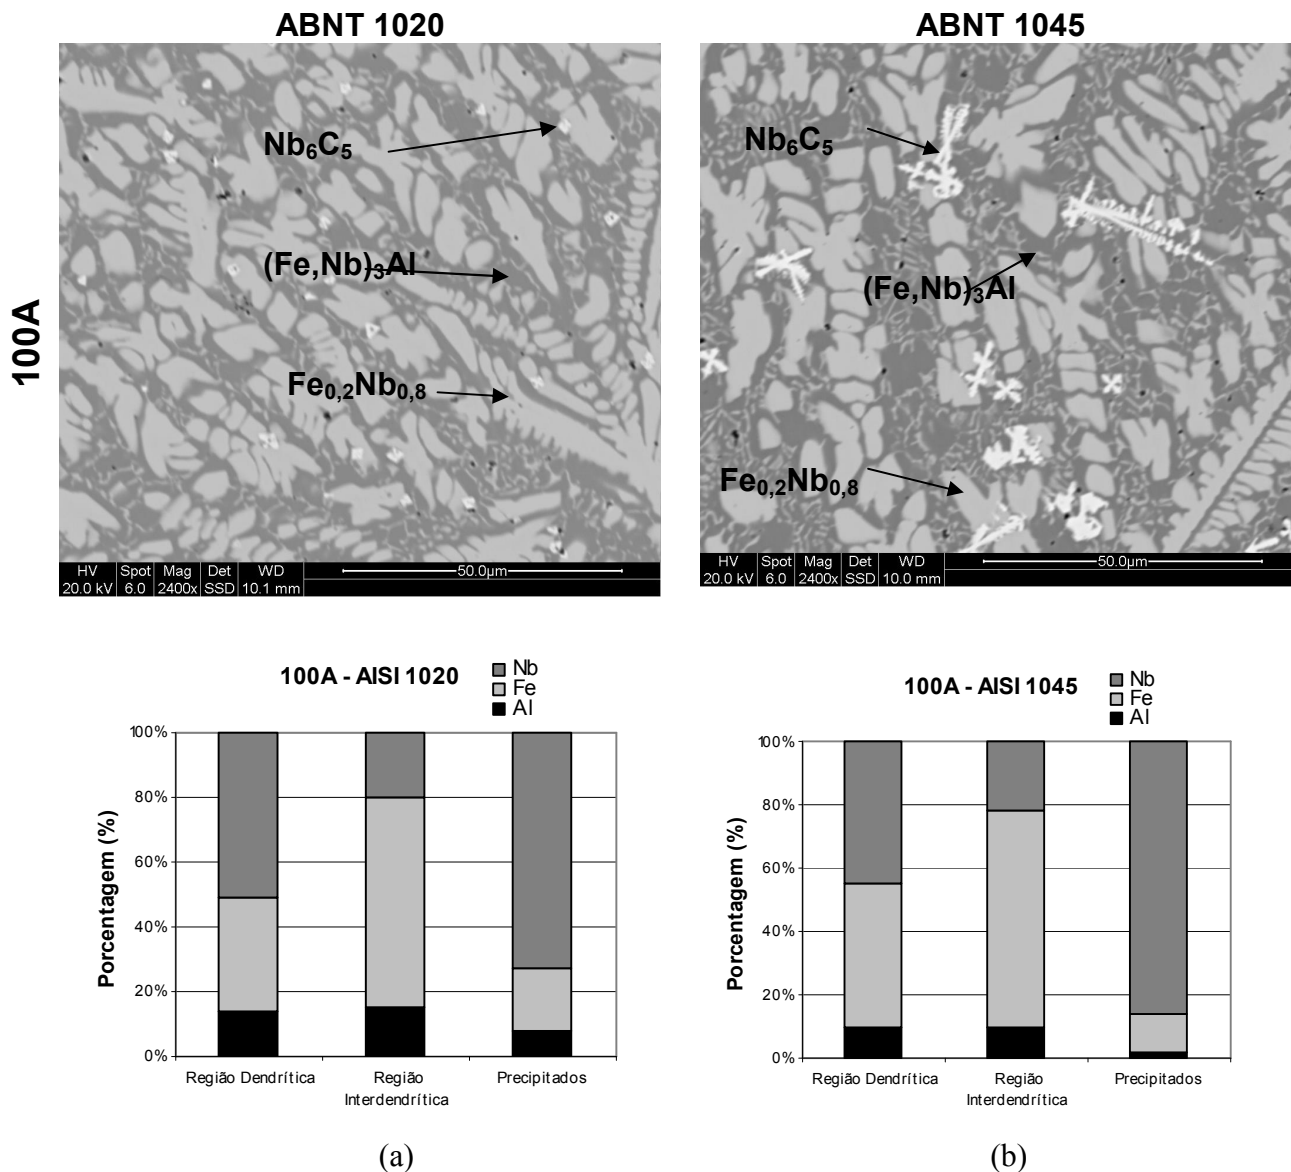 ABNT 1020
ABNT 1045
100A
Nb₆C₅
(Fe,Nb)₃Al
Fe₀,₂Nb₀,₈
HV Spot Mag Det WD
20.0 kV 6.0 2400x SSD 10.1 mm
50.0µm
Nb₆C₅
(Fe,Nb)₃Al
Fe₀,₂Nb₀,₈
HV Spot Mag Det WD
20.0 kV 6.0 2400x SSD 10.0 mm
50.0µm
100A - AISI 1020
Nb
Fe
Al
Porcentagem (%)
100%
80%
60%
40%
20%
0%
Região Dendrítica
Região
Interdendrítica
Precipitados
(a)
100A - AISI 1045
Nb
Fe
Al
Porcentagem (%)
100%
80%
60%
40%
20%
0%
Região Dendrítica
Região
Interdendrítica
Precipitados
(b)